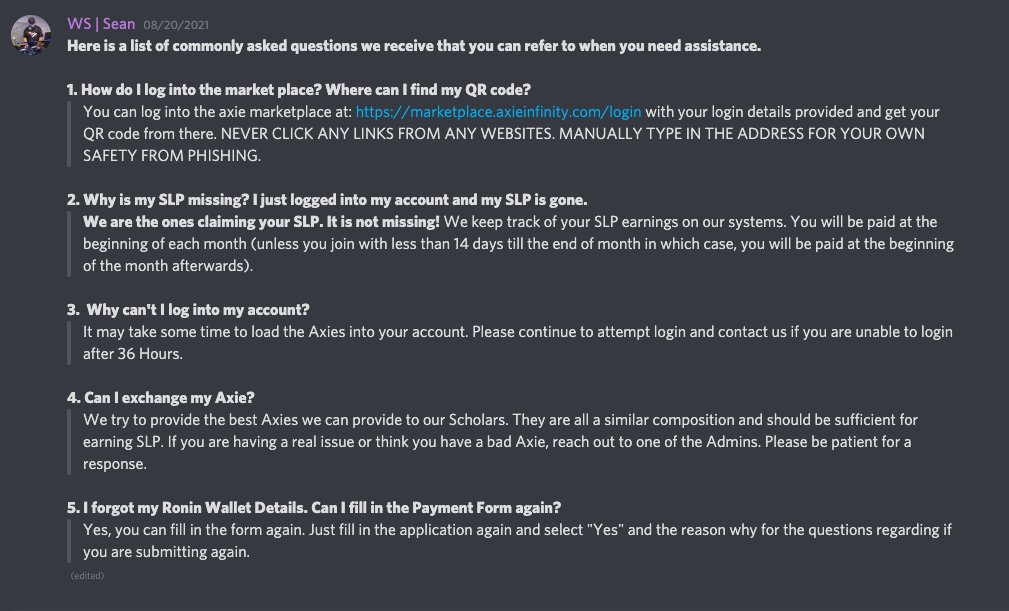 WS | Sean 08/20/2021
Here is a list of commonly asked questions we receive that you can refer to when you need assistance.
1. How do I log into the market place? Where can I find my QR code?
You can log into the axie marketplace at: https://marketplace.axieinfinity.com/login with your login details provided and get your
QR code from there. NEVER CLICK ANY LINKS FROM ANY WEBSITES. MANUALLY TYPE IN THE ADDRESS FOR YOUR OWN
SAFETY FROM PHISHING.
2. Why is my SLP missing? I just logged into my account and my SLP is gone.
We are the ones claiming your SLP. It is not missing! We keep track of your SLP earnings on our systems. You will be paid at the
beginning of each month (unless you join with less than 14 days till the end of month in which case, you will be paid at the beginning
of the month afterwards).
3.  Why can't I log into my account?
It may take some time to load the Axies into your account. Please continue to attempt login and contact us if you are unable to login
after 36 Hours.
4. Can I exchange my Axie?
We try to provide the best Axies we can provide to our Scholars. They are all a similar composition and should be sufficient for
earning SLP. If you are having a real issue or think you have a bad Axie, reach out to one of the Admins. Please be patient for a
response.
5. I forgot my Ronin Wallet Details. Can I fill in the Payment Form again?
Yes, you can fill in the form again. Just fill in the application again and select "Yes" and the reason why for the questions regarding if
you are submitting again.
(edited)